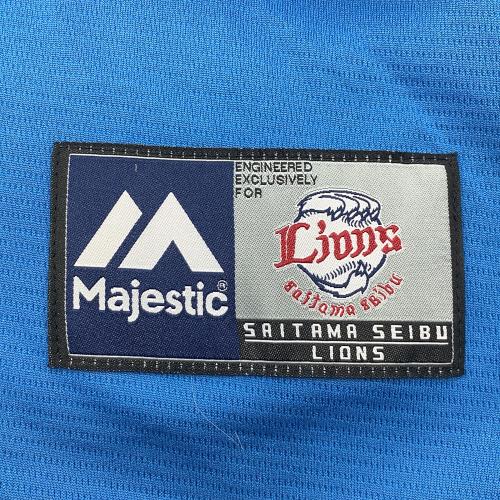 Majestic®
ENGINEERED
EXCLUSIVELY
FOR
Lions
saitama seibu
SAITAMA SEIBU
LIONS